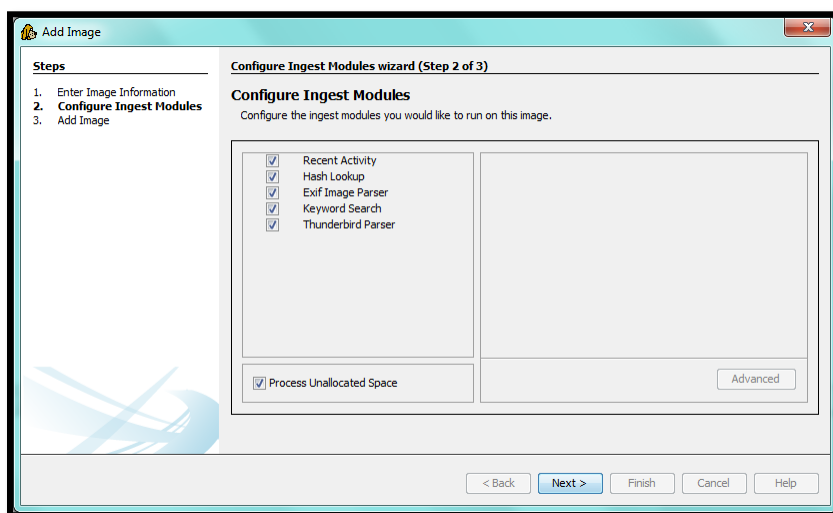 Add Image
Steps
1. Enter Image Information
2. Configure Ingest Modules
3. Add Image
Configure Ingest Modules wizard (Step 2 of 3)
Configure Ingest Modules
Configure the ingest modules you would like to run on this image.
Recent Activity
Hash Lookup
Exif Image Parser
Keyword Search
Thunderbird Parser
Process Unallocated Space
Advanced
< Back Next > Finish Cancel Help